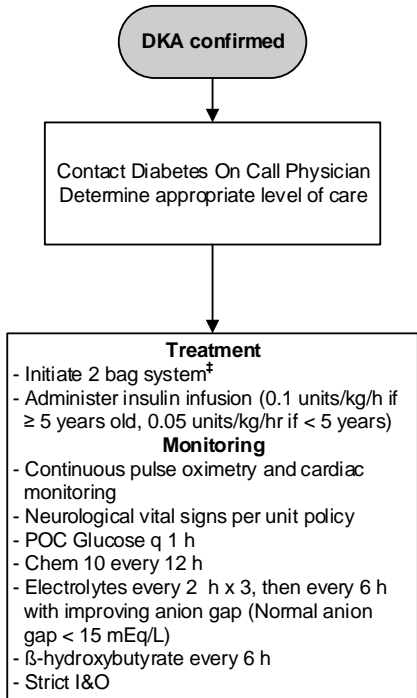 DKA confirmed
Contact Diabetes On Call Physician
Determine appropriate level of care
Treatment
- Initiate 2 bag system‡
- Administer insulin infusion (0.1 units/kg/h if
≥ 5 years old, 0.05 units/kg/hr if < 5 years)
Monitoring
- Continuous pulse oximetry and cardiac
monitoring
- Neurological vital signs per unit policy
- POC Glucose q 1 h
- Chem 10 every 12 h
- Electrolytes every 2 h x 3, then every 6 h
with improving anion gap (Normal anion
gap < 15 mEq/L)
- ß-hydroxybutyrate every 6 h
- Strict I&O